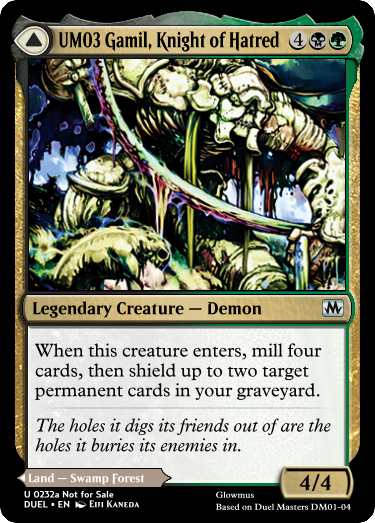 UM03 Gamil, Knight of Hatred 4
Legendary Creature — Demon
When this creature enters, mill four
cards, then shield up to two target
permanent cards in your graveyard.
The holes it digs its friends out of are the
holes it buries its enemies in.
Land — Swamp Forest
4/4
U 0232a Not for Sale
DUEL • EN Eiji Kaneda
Glowmus
Based on Duel Masters DM01-04